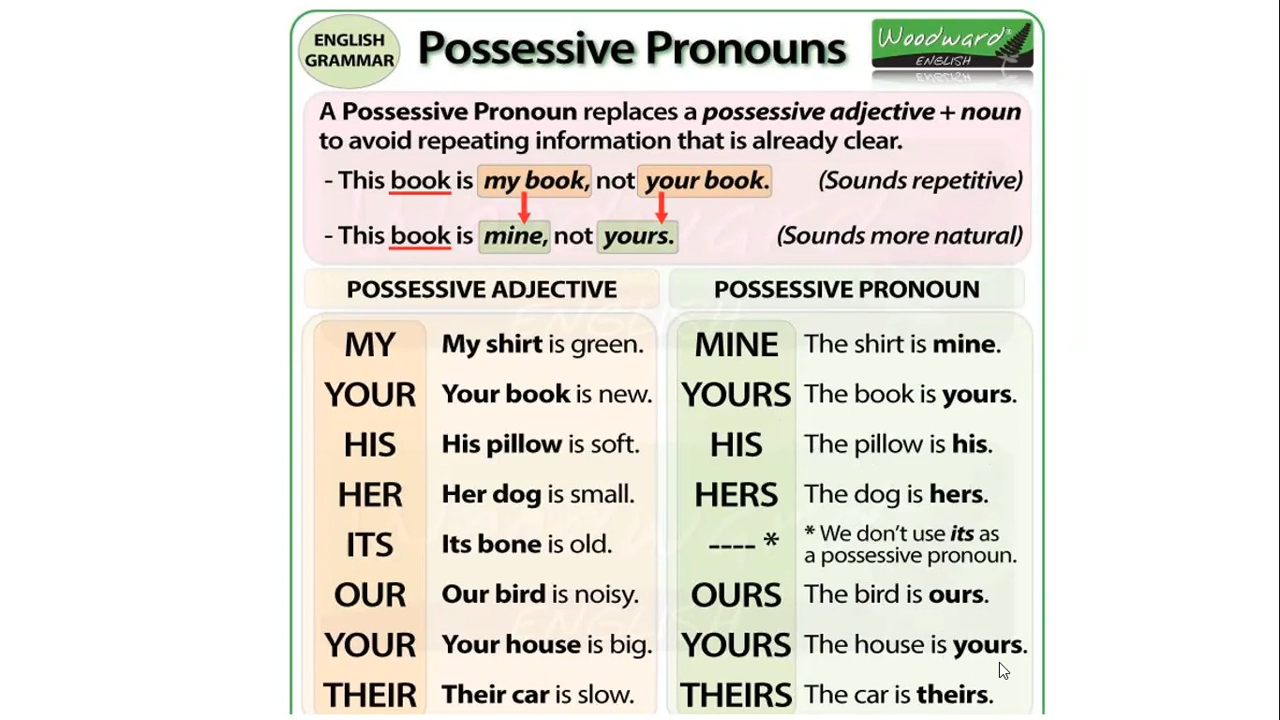 ENGLISH
GRAMMAR
Possessive Pronouns
Woodward®
ENGLISH
A Possessive Pronoun replaces a possessive adjective + noun
to avoid repeating information that is already clear.
- This book is my book, not your book. (Sounds repetitive)
- This book is mine, not yours. (Sounds more natural)
POSSESSIVE ADJECTIVE POSSESSIVE PRONOUN
MY My shirt is green. MINE The shirt is mine.
YOUR Your book is new. YOURS The book is yours.
HIS His pillow is soft. HIS The pillow is his.
HER Her dog is small. HERS The dog is hers.
ITS Its bone is old. ---- * * We don't use its as
a possessive pronoun.
OUR Our bird is noisy. OURS The bird is ours.
YOUR Your house is big. YOURS The house is yours.
THEIR Their car is slow. THEIRS The car is theirs.